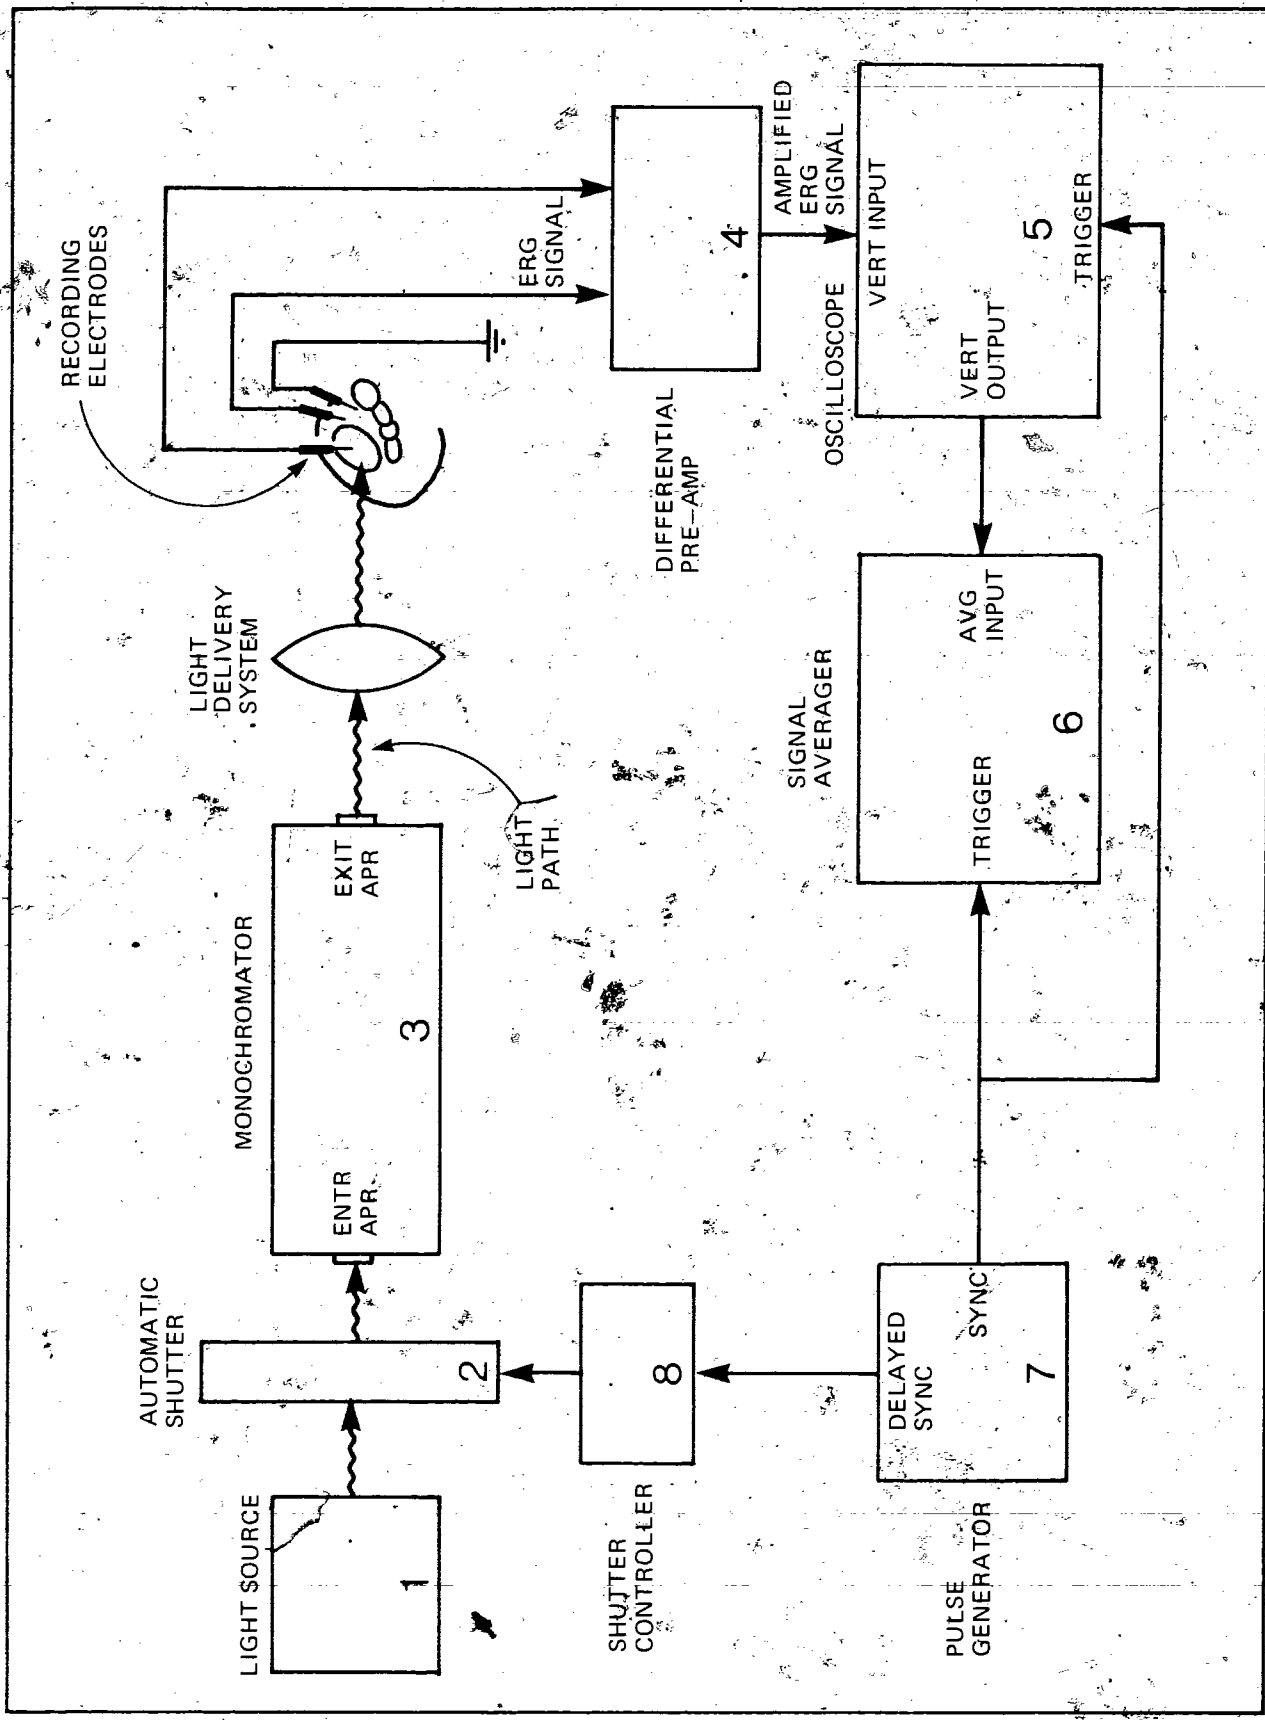 RECORDING
ELECTRODES
LIGHT
DELIVERY
SYSTEM
MONOCHROMATOR
AUTOMATIC
SHUTTER
LIGHT SOURCE
1
2
ENTR
APR
3
EXIT
APR
LIGHT
PATH
ERG
SIGNAL
DIFFERENTIAL
PRE-AMP
4
AMPLIFIED
ERG
SIGNAL
SHUTTER
CONTROLLER
8
PULSE
GENERATOR
DELAYED
SYNC
SYNC
7
SIGNAL
AVERAGER
TRIGGER
AVG
INPUT
6
OSCILLOSCOPE
VERT INPUT
VERT
OUTPUT
5
TRIGGER